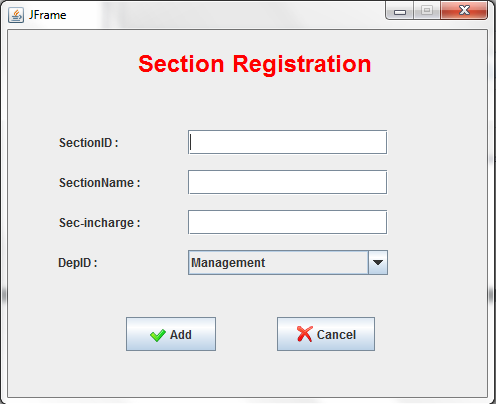 JFrame
Section Registration
SectionID :
SectionName :
Sec-incharge :
DepID : Management
Add Cancel